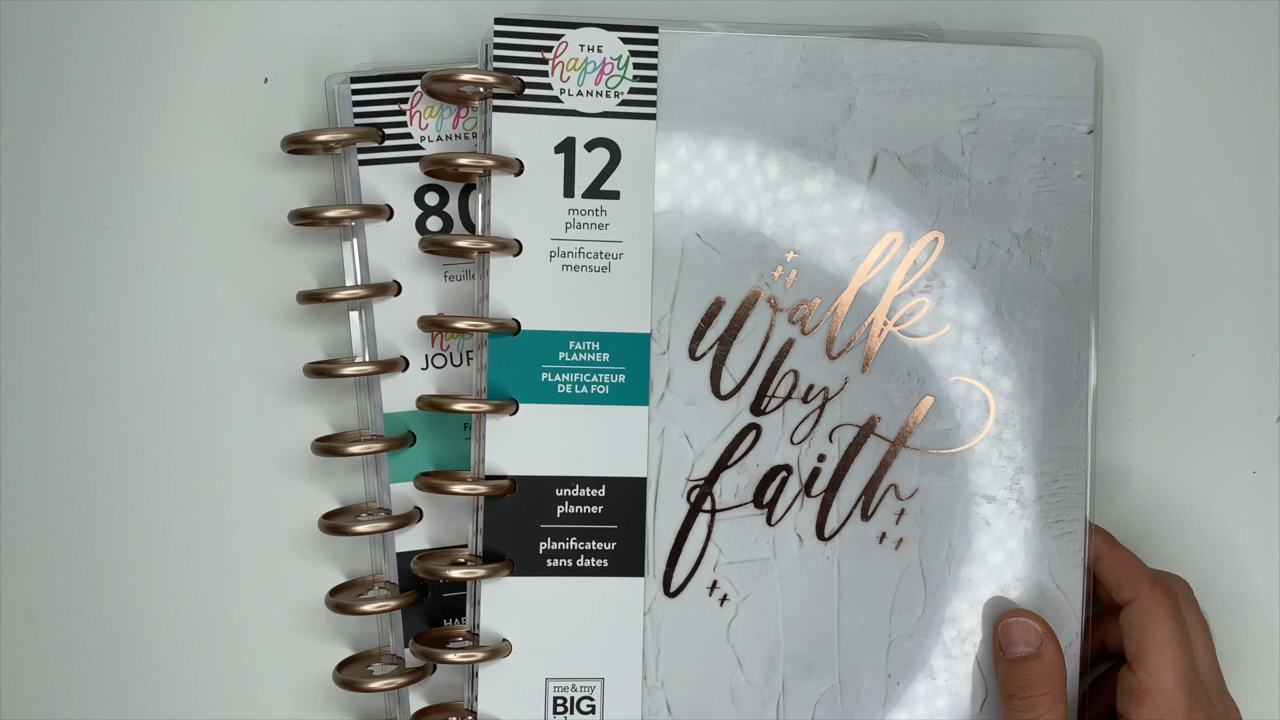 THE
happy
PLANNER®
12
month
planner
planificateur
mensuel
FAITH
PLANNER
PLANIFICATEUR
DE LA FOI
undated
planner
planificateur
sans dates
me & my
BIG
walk
by
faith
happy
PLANNER
80